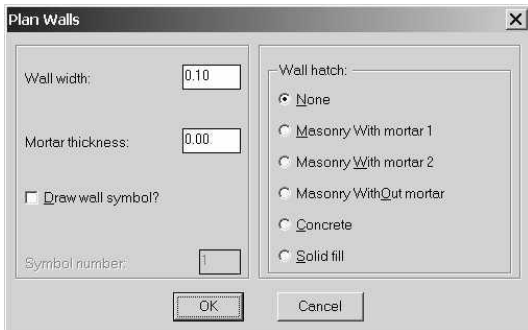 Plan Walls
Wall width: 0.10
Mortar thickness: 0.00
Draw wall symbol?
Symbol number: 1
Wall hatch:
None
Masonry With mortar 1
Masonry With mortar 2
Masonry WithOut mortar
Concrete
Solid fill
OK
Cancel